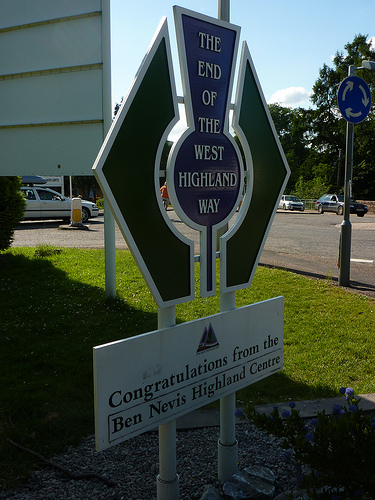 THE
END
OF
THE
WEST
HIGHLAND
WAY
Congratulations from the
Ben Nevis Highland Centre